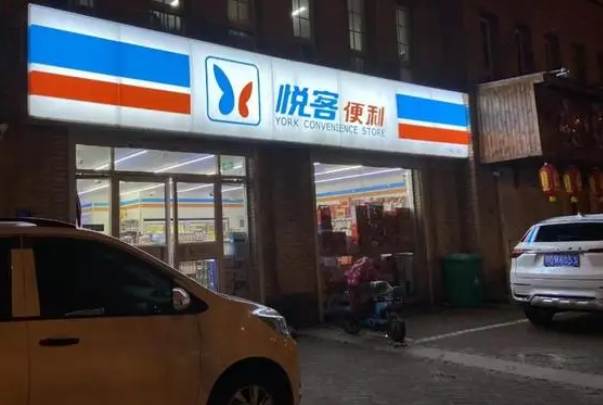 悦客便利
YORK CONVENIENCE STORE